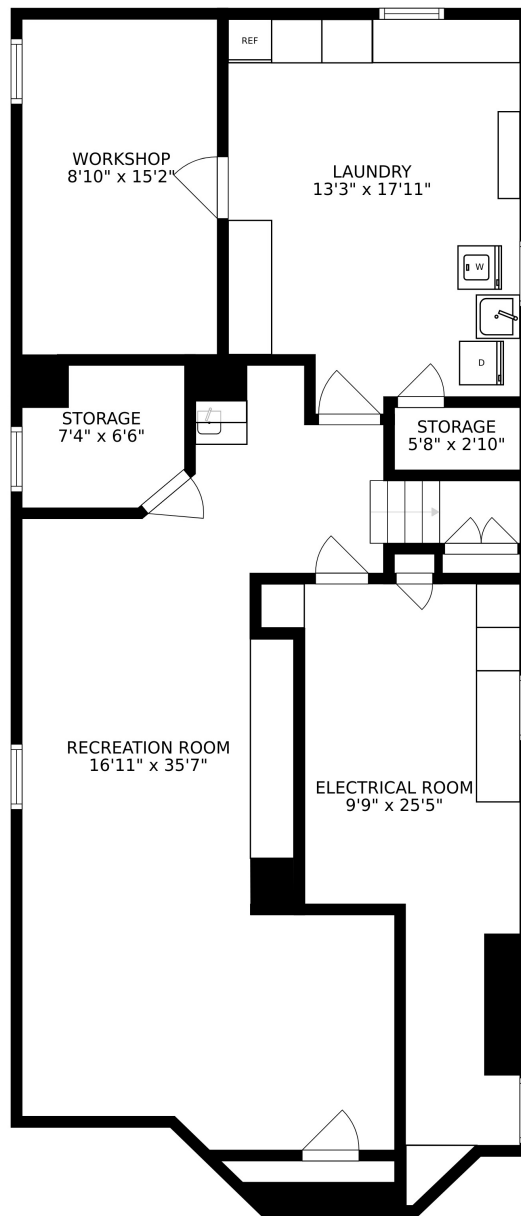 REF
WORKSHOP
8'10" x 15'2"
LAUNDRY
13'3" x 17'11"
W
D
STORAGE
7'4" x 6'6"
STORAGE
5'8" x 2'10"
RECREATION ROOM
16'11" x 35'7"
ELECTRICAL ROOM
9'9" x 25'5"